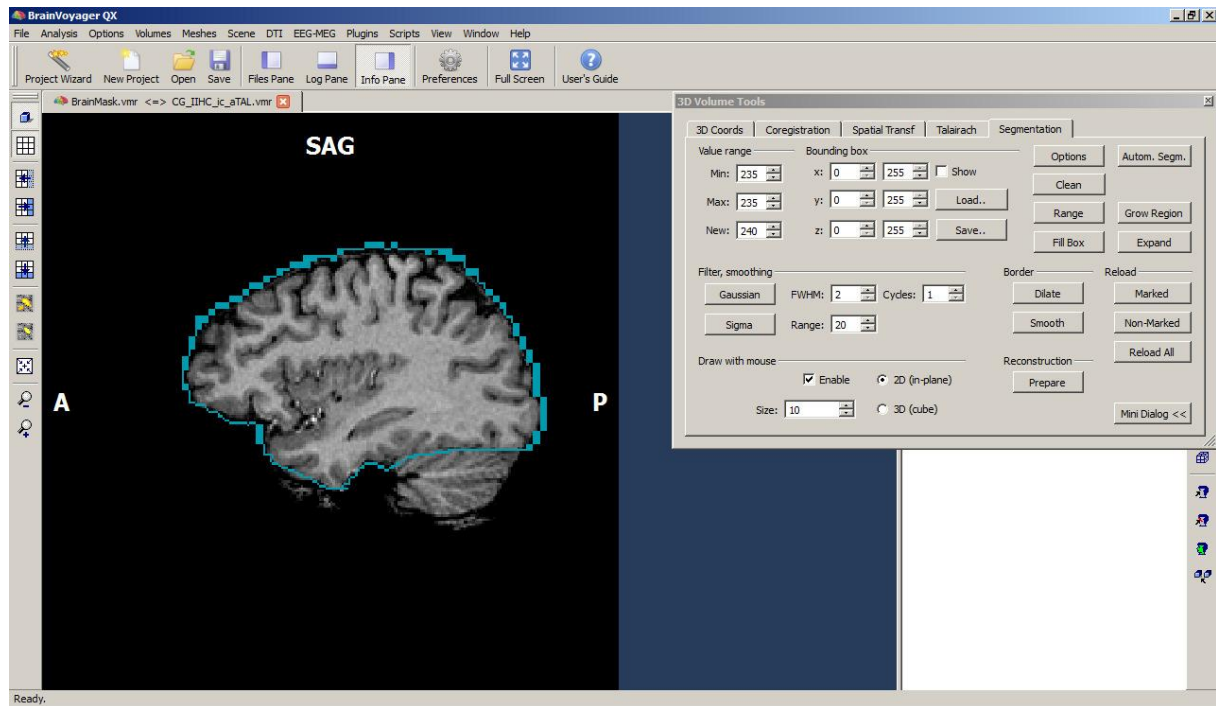 BrainVoyager QX
File Analysis Options Volumes Meshes Scene DTI EEG-MEG Plugins Scripts View Window Help
Project Wizard New Project Open Save Files Pane Log Pane Info Pane Preferences Full Screen User's Guide
BrainMask.vmr <=> CG_IIHC_ic_aTAL.vmr
SAG
A
P
3D Volume Tools
3D Coords Coregistration Spatial Transf Talairach Segmentation
Value range Bounding box
Min: 235 x: 0 255 Show Options Autom. Segm.
Clean
Max: 235 y: 0 255 Load..
Range Grow Region
New: 240 z: 0 255 Save..
Fill Box Expand
Filter, smoothing Border Reload
Gaussian FWHM: 2 Cycles: 1 Dilate Marked
Sigma Range: 20 Smooth Non-Marked
Reload All
Draw with mouse Reconstruction
Enable 2D (in-plane) Prepare
Size: 10 3D (cube) Mini Dialog <<
Ready.